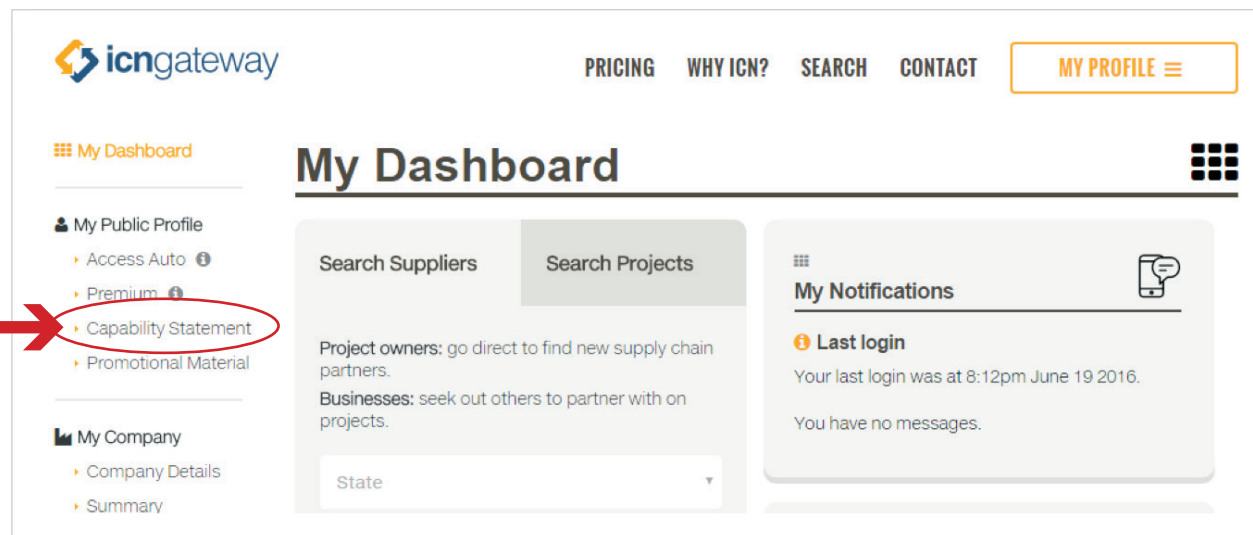 icngateway
PRICING WHY ICN? SEARCH CONTACT MY PROFILE
My Dashboard
My Public Profile
Access Auto
Premium
Capability Statement
Promotional Material
My Company
Company Details
Summary
My Dashboard
Search Suppliers Search Projects
Project owners: go direct to find new supply chain
partners.
Businesses: seek out others to partner with on
projects.
State
My Notifications
Last login
Your last login was at 8:12pm June 19 2016.
You have no messages.